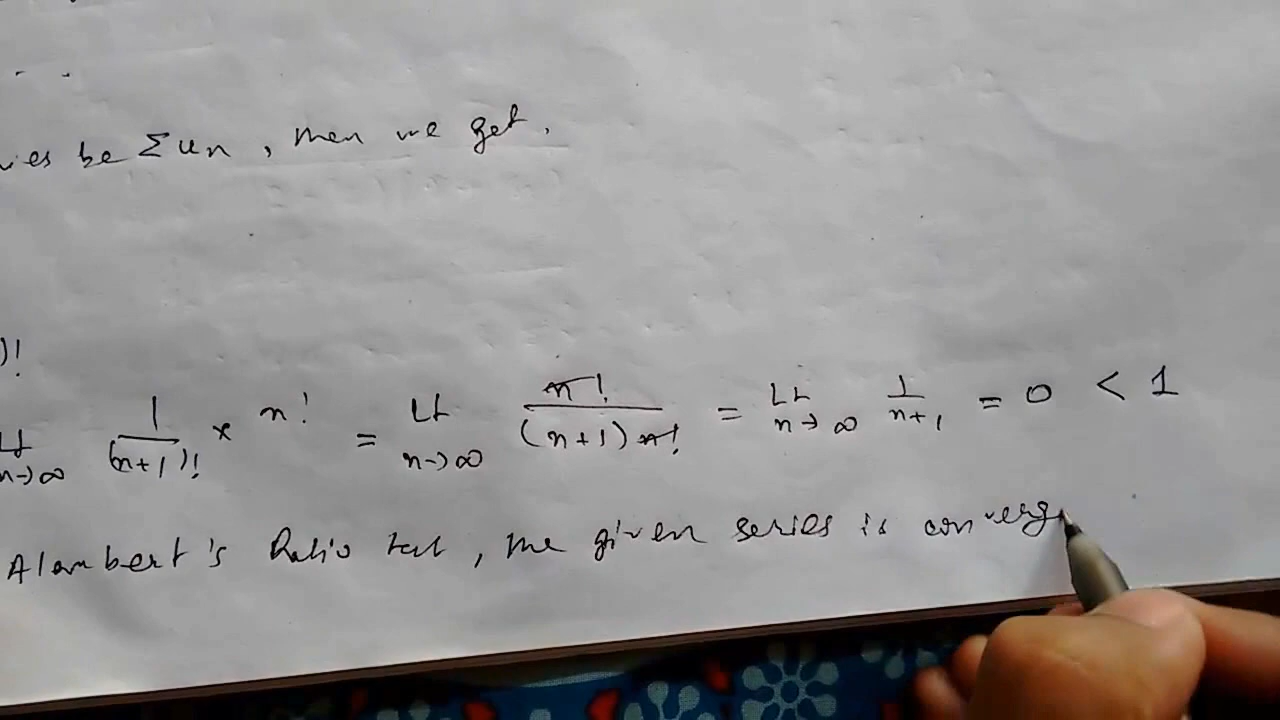 es be Σun, then we get,
)!
Lt n→∞ 1/(n+1)! × n! = Lt n→∞ n!/(n+1) n! = Lt n→∞ 1/n+1 = 0 < 1
Alembert's Ratio test, the given series is converg